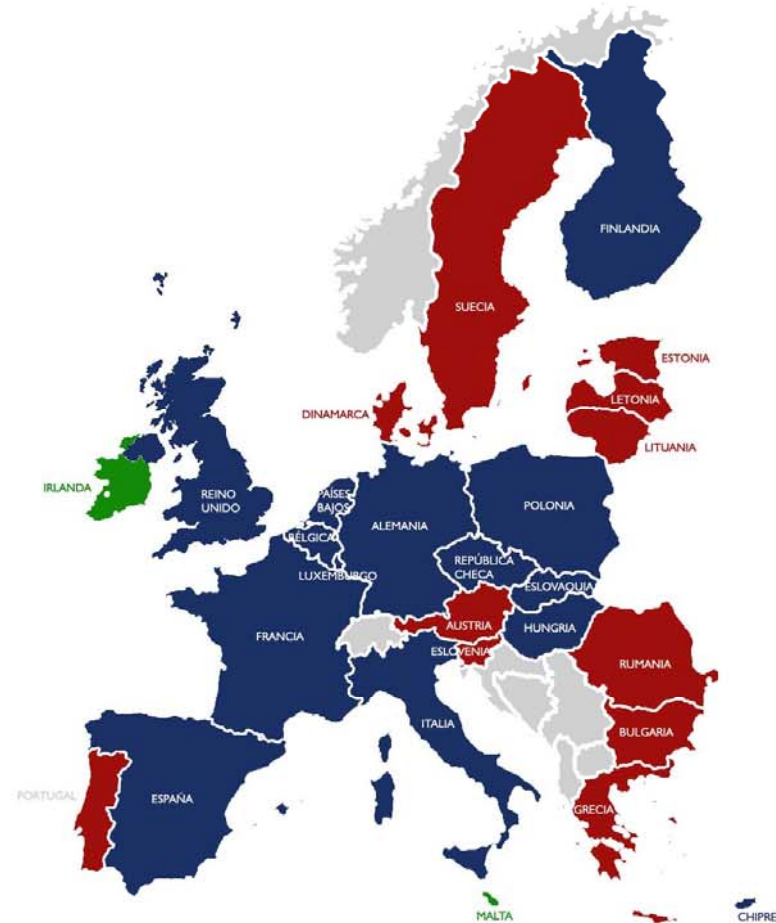 FINLANDIA
SUECIA
ESTONIA
LETONIA
DINAMARCA
LITUANIA
IRLANDA
REINO
UNIDO
PAÍSES
BAJOS
POLONIA
ALEMANIA
BÉLGICA
REPÚBLICA
CHECA
LUXEMBURGO
ESLOVAQUIA
AUSTRIA
HUNGRIA
FRANCIA
ESLOVENIA
RUMANIA
ITALIA
BULGARIA
PORTUGAL
ESPAÑA
GRECIA
MALTA
CHIPRE